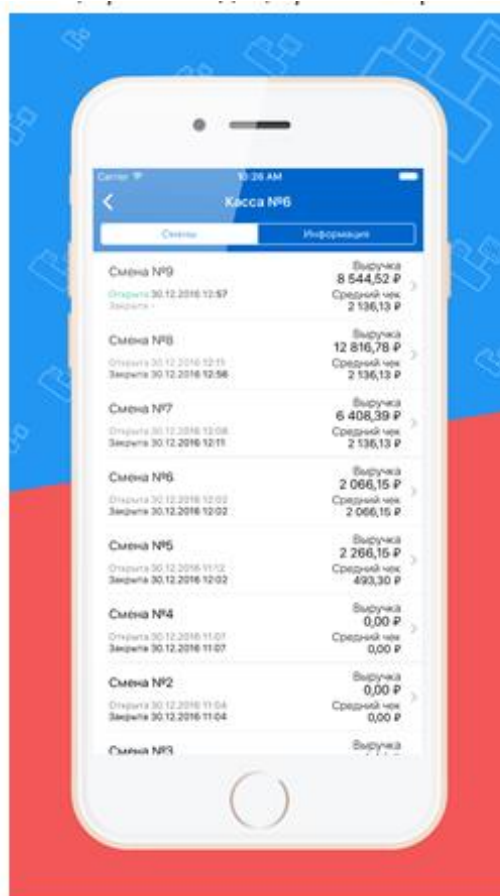 Carrier
10:26 AM
Касса №6
Смены
Информация
Смена №9
Выручка
8 544,52 ₽
Открыта 30.12.2016 12:57
Закрыта -
Средний чек
2 136,13 ₽
Смена №8
Выручка
12 816,78 ₽
Открыта 30.12.2016 12:11
Закрыта 30.12.2016 12:56
Средний чек
2 136,13 ₽
Смена №7
Выручка
6 408,39 ₽
Открыта 30.12.2016 12:08
Закрыта 30.12.2016 12:11
Средний чек
2 136,13 ₽
Смена №6
Выручка
2 066,15 ₽
Открыта 30.12.2016 12:02
Закрыта 30.12.2016 12:02
Средний чек
2 066,15 ₽
Смена №5
Выручка
2 266,15 ₽
Открыта 30.12.2016 11:12
Закрыта 30.12.2016 12:02
Средний чек
493,30 ₽
Смена №4
Выручка
0,00 ₽
Открыта 30.12.2016 11:07
Закрыта 30.12.2016 11:07
Средний чек
0,00 ₽
Смена №2
Выручка
0,00 ₽
Открыта 30.12.2016 11:04
Закрыта 30.12.2016 11:04
Средний чек
0,00 ₽
Смена №3
Выручка